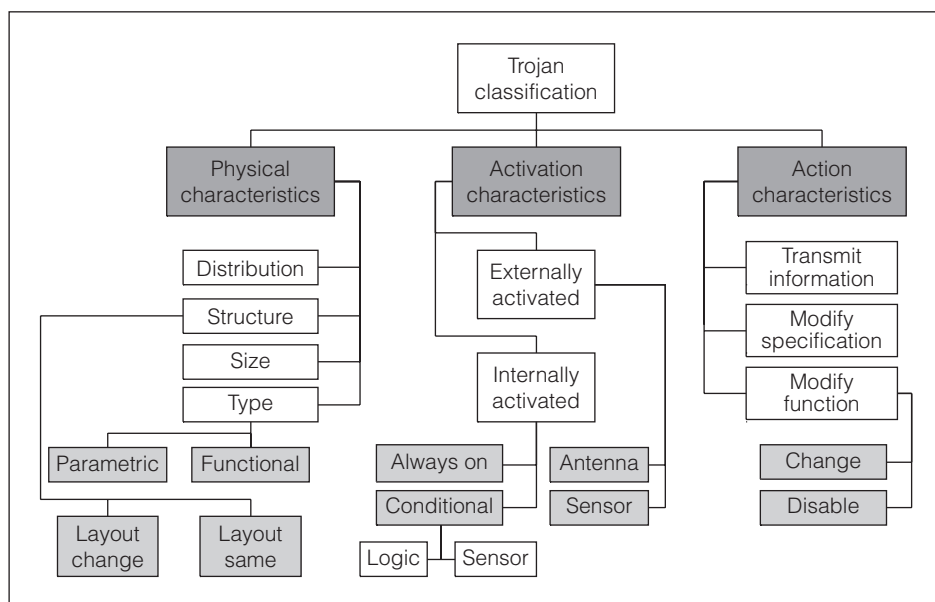 Trojan
classification
Physical
characteristics
Activation
characteristics
Action
characteristics
Distribution
Structure
Size
Type
Parametric
Functional
Layout
change
Layout
same
Externally
activated
Internally
activated
Always on
Conditional
Logic
Sensor
Antenna
Sensor
Transmit
information
Modify
specification
Modify
function
Change
Disable